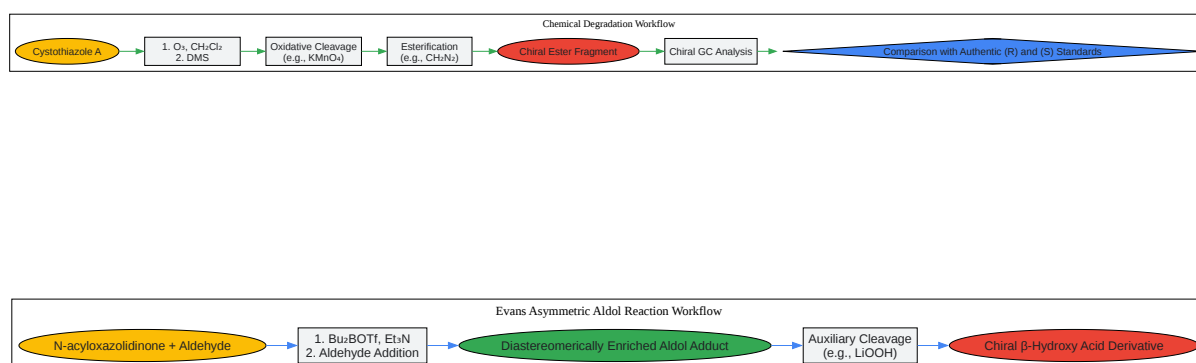 Chemical Degradation Workflow
Cystothiazole A
1. O₃, CH₂Cl₂
2. DMS
Oxidative Cleavage
(e.g., KMnO₄)
Esterification
(e.g., CH₂N₂)
Chiral Ester Fragment
Chiral GC Analysis
Comparison with Authentic (R) and (S) Standards
Evans Asymmetric Aldol Reaction Workflow
N-acyloxazolidinone + Aldehyde
1. Bu₂BOTf, Et₃N
2. Aldehyde Addition
Diastereomerically Enriched Aldol Adduct
Auxiliary Cleavage
(e.g., LiOOH)
Chiral β-Hydroxy Acid Derivative